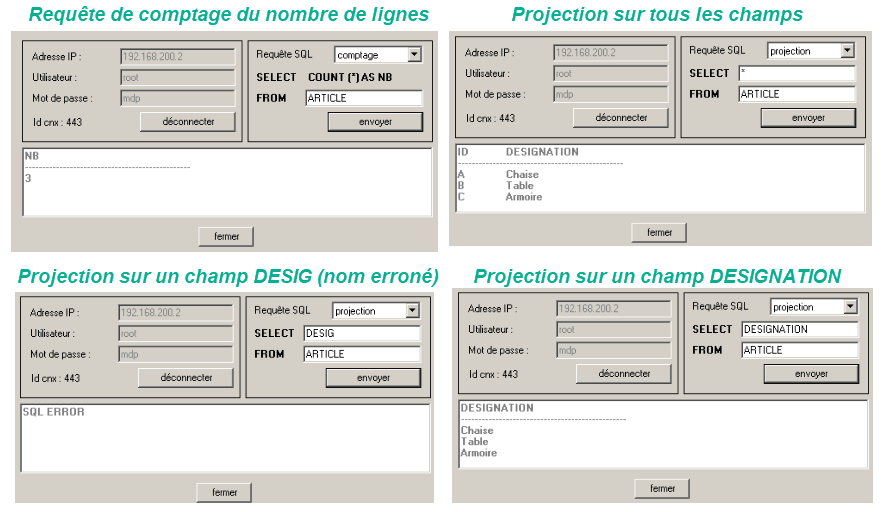 Requête de comptage du nombre de lignes
Adresse IP : 192.168.200.2
Utilisateur : root
Mot de passe : mdp
Id cnx : 443 déconnecter
Requête SQL comptage
SELECT COUNT (*) AS NB
FROM ARTICLE
envoyer
NB
--------------------------------------------------
3
fermer
Projection sur tous les champs
Adresse IP : 192.168.200.2
Utilisateur : root
Mot de passe : mdp
Id cnx : 443 déconnecter
Requête SQL projection
SELECT *
FROM ARTICLE
envoyer
ID DESIGNATION
--------------------------------------------------
A Chaise
B Table
C Armoire
fermer
Projection sur un champ DESIG (nom erroné)
Adresse IP : 192.168.200.2
Utilisateur : root
Mot de passe : mdp
Id cnx : 443 déconnecter
Requête SQL projection
SELECT DESIG
FROM ARTICLE
envoyer
SQL ERROR
fermer
Projection sur un champ DESIGNATION
Adresse IP : 192.168.200.2
Utilisateur : root
Mot de passe : mdp
Id cnx : 443 déconnecter
Requête SQL projection
SELECT DESIGNATION
FROM ARTICLE
envoyer
DESIGNATION
--------------------------------------------------
Chaise
Table
Armoire
fermer